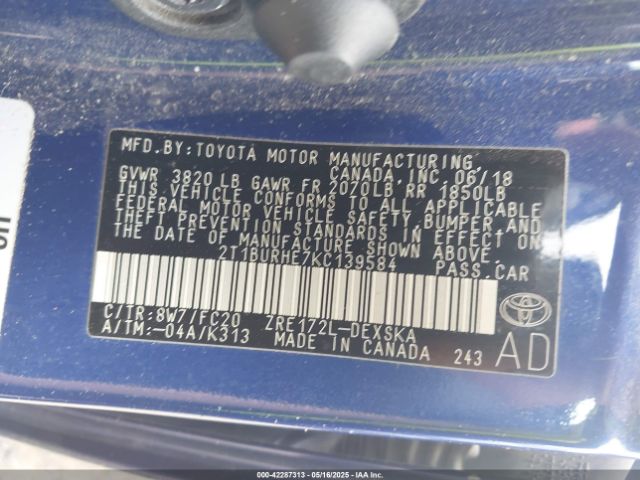 MFD.BY:TOYOTA MOTOR MANUFACTURING
CANADA,INC. 06/18
GVWR 3820 LB GAWR FR 2070LB RR 1850LB
THIS VEHICLE CONFORMS TO ALL APPLICABLE
FEDERAL MOTOR VEHICLE SAFETY, BUMPER, AND
THEFT PREVENTION STANDARDS IN EFFECT ON
THE DATE OF MANUFACTURE SHOWN ABOVE.
2T1BURHE7KC139584 PASS.CAR
C/TR:8W7/FC20 ZRE172L-DEXSKA
A/TM:-04A/K313 MADE IN CANADA 243
AD
000-42287313 - 05/16/2025 - IAAI